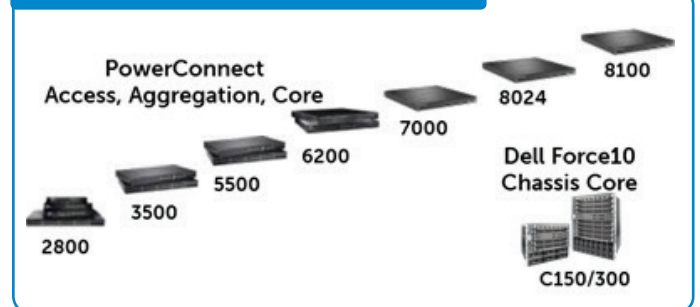 PowerConnect
Access, Aggregation, Core
2800
3500
5500
6200
7000
8024
8100
Dell Force10
Chassis Core
C150/300